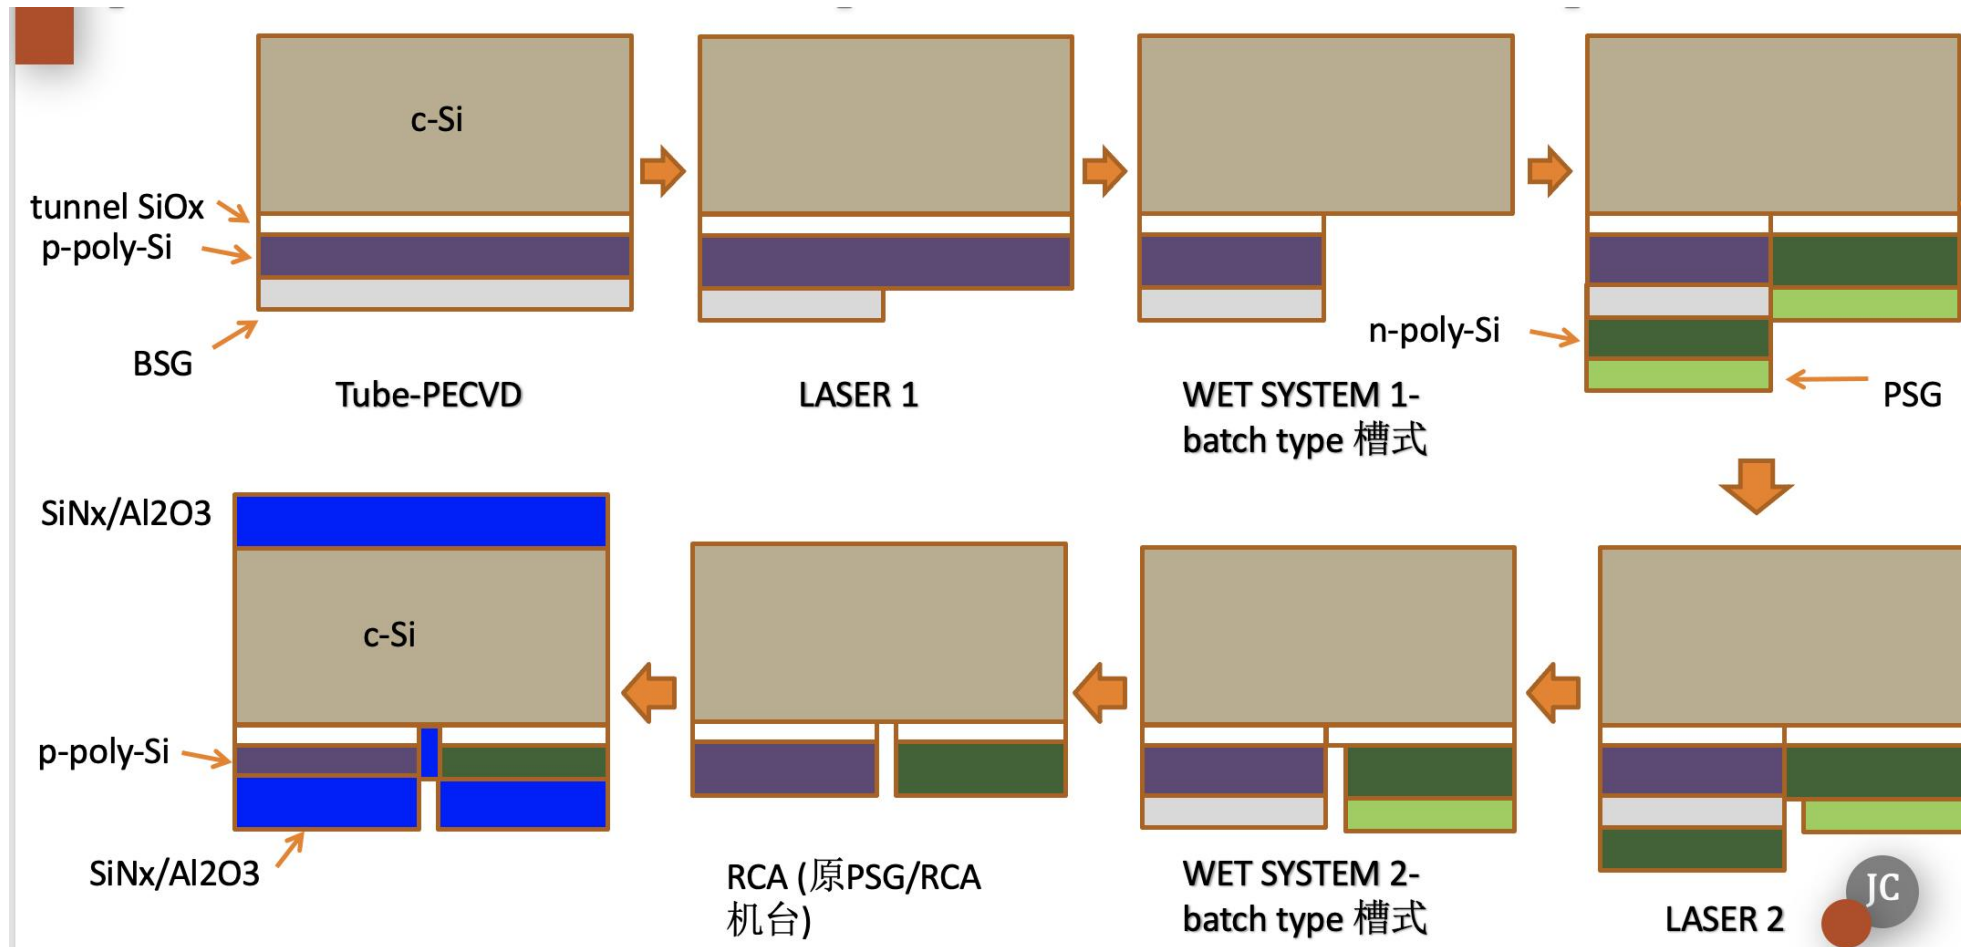 c-Si
tunnel SiOx
p-poly-Si
BSG
Tube-PECVD
LASER 1
WET SYSTEM 1-
batch type 槽式
n-poly-Si
PSG
SiNx/Al2O3
c-Si
p-poly-Si
SiNx/Al2O3
RCA (原PSG/RCA
机台)
WET SYSTEM 2-
batch type 槽式
LASER 2
JC